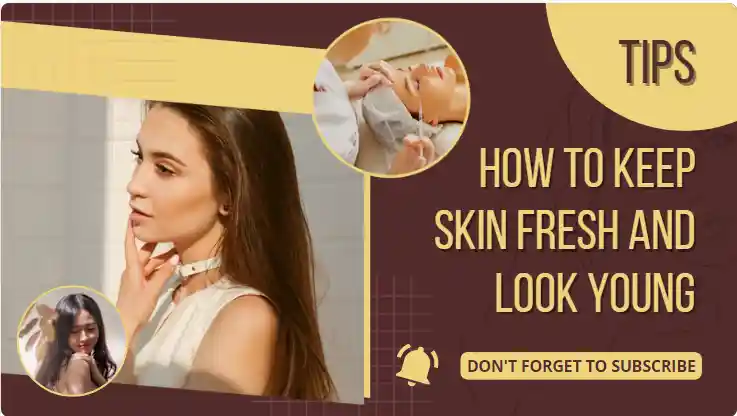 TIPS
HOW TO KEEP
SKIN FRESH AND
LOOK YOUNG
DON'T FORGET TO SUBSCRIBE